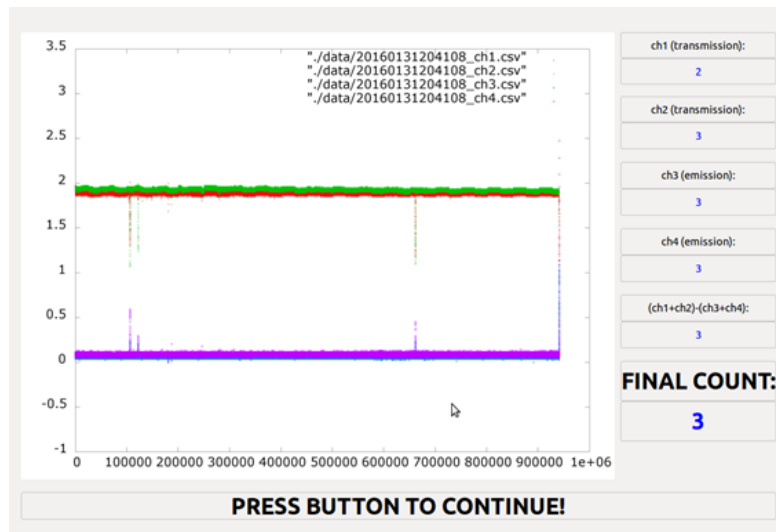 3.5
3
2.5
2
1.5
1
0.5
0
-0.5
-1
"./data/20160131204108_ch1.csv"
"./data/20160131204108_ch2.csv"
"./data/20160131204108_ch3.csv"
"./data/20160131204108_ch4.csv"
0 100000 200000 300000 400000 500000 600000 700000 800000 900000 1e+06
ch1 (transmission):
2
ch2 (transmission):
3
ch3 (emission):
3
ch4 (emission):
3
(ch1+ch2)-(ch3+ch4):
3
FINAL COUNT:
3
PRESS BUTTON TO CONTINUE!